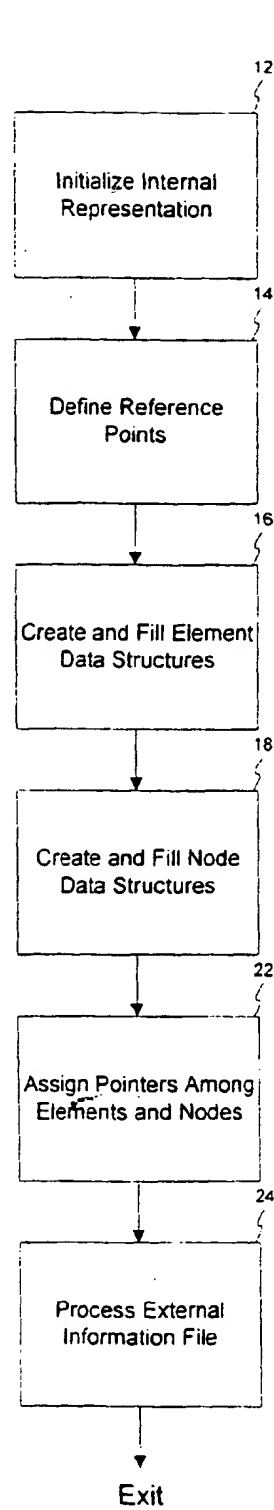 12
Initialize Internal
Representation
14
Define Reference
Points
16
Create and Fill Element
Data Structures
18
Create and Fill Node
Data Structures
22
Assign Pointers Among
Elements and Nodes
24
Process External
Information File
Exit